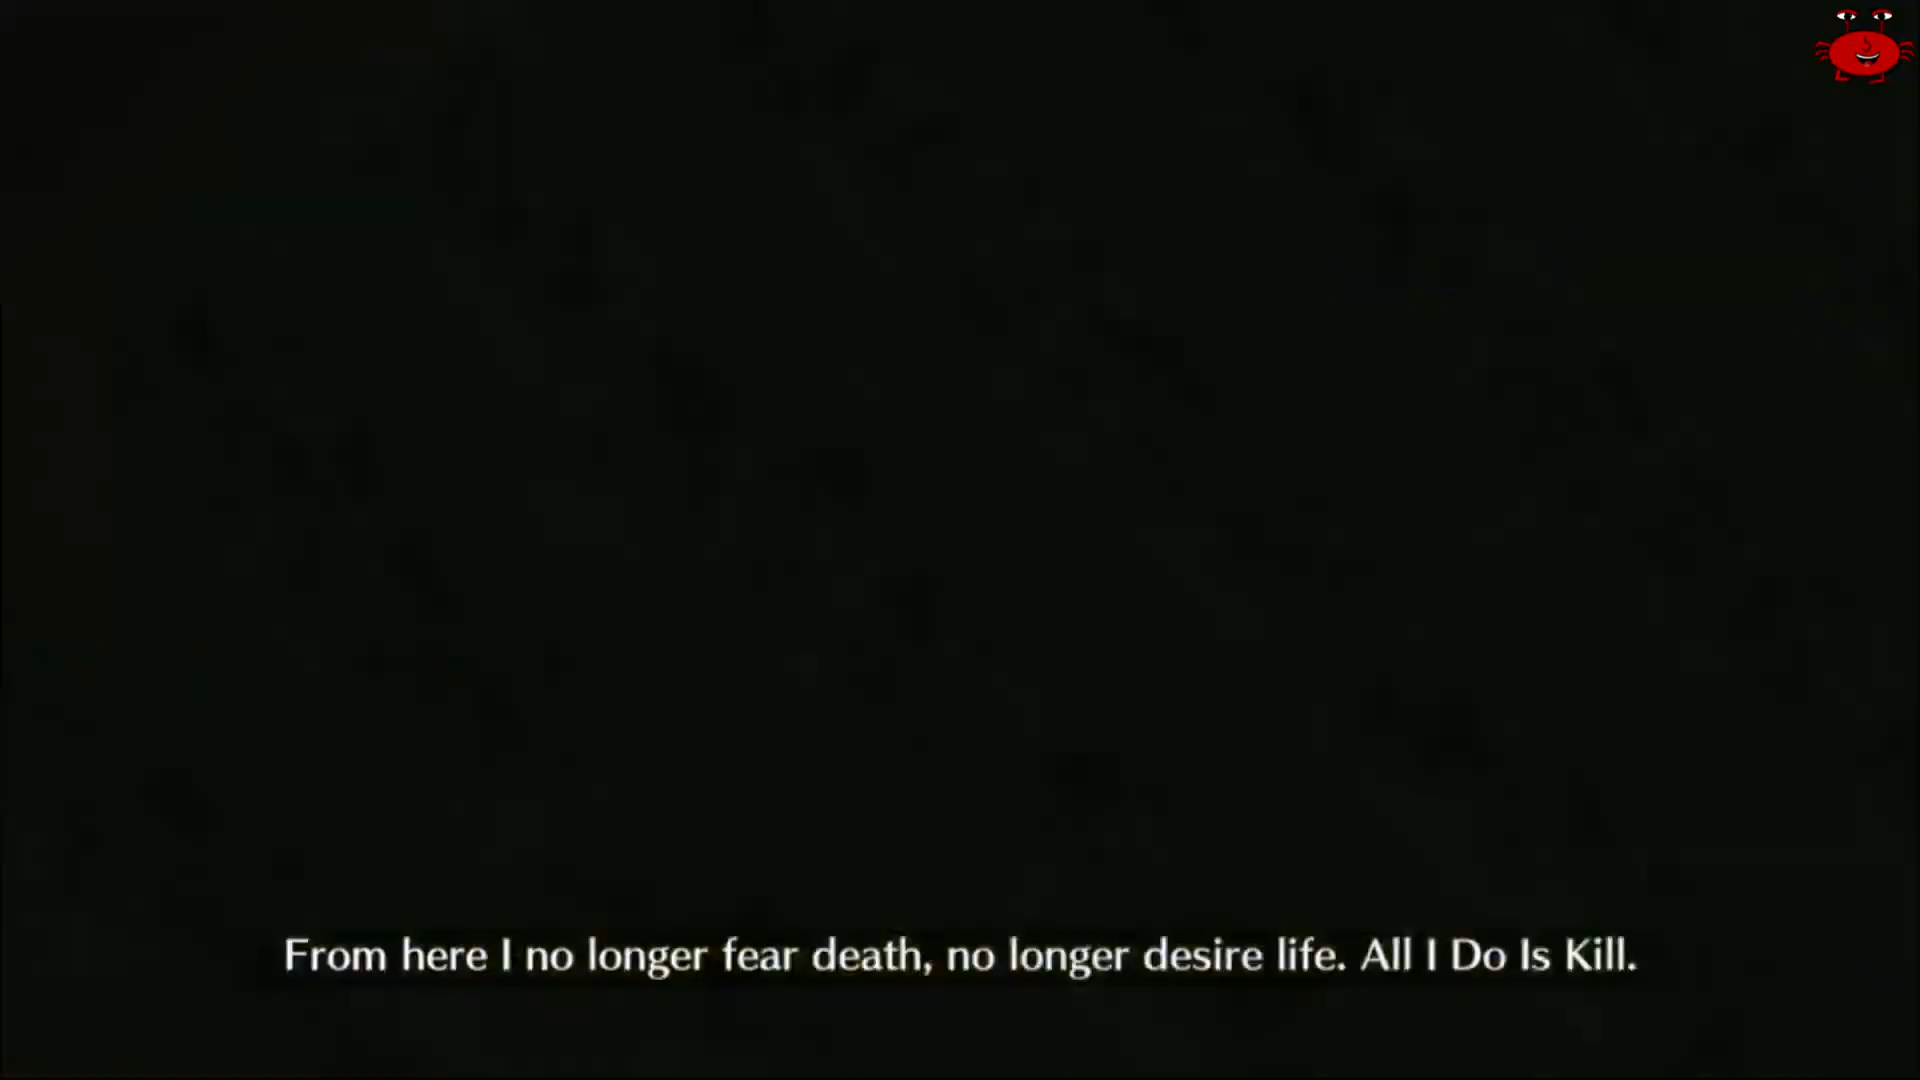 From here I no longer fear death, no longer desire life. All I Do Is Kill.